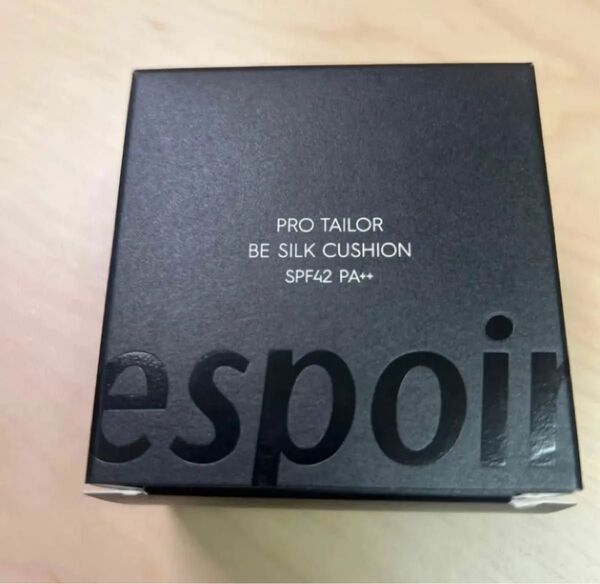 PRO TAILOR
BE SILK CUSHION
SPF42 PA++
espoir